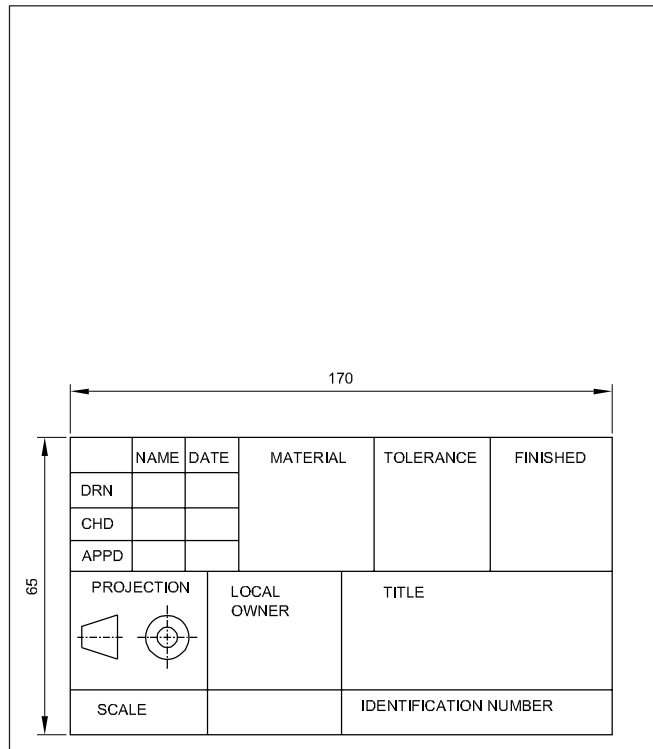 170
65
NAME DATE MATERIAL TOLERANCE FINISHED
DRN
CHD
APPD
PROJECTION
LOCAL
OWNER
TITLE
SCALE
IDENTIFICATION NUMBER